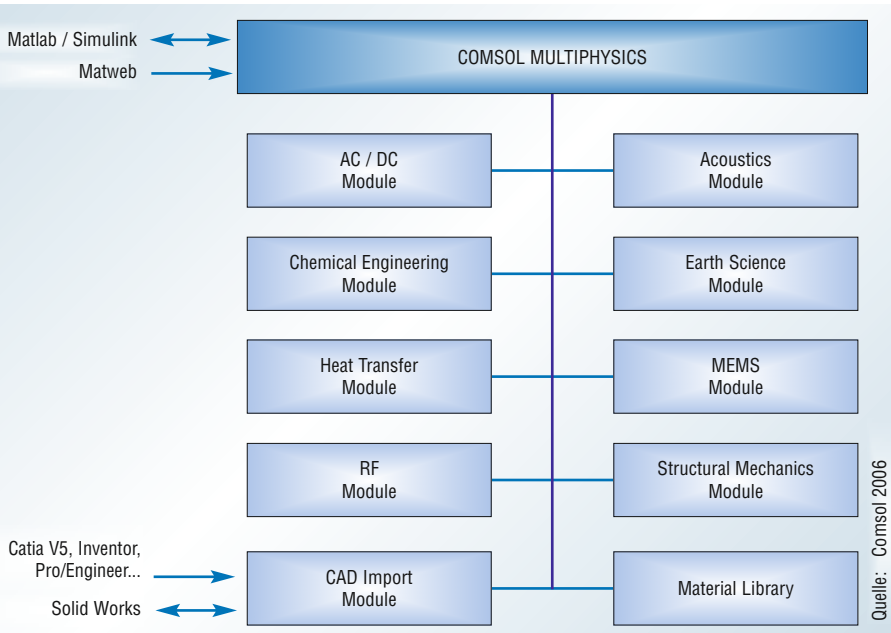 Matlab / Simulink
Matweb
COMSOL MULTIPHYSICS
AC / DC
Module
Acoustics
Module
Chemical Engineering
Module
Earth Science
Module
Heat Transfer
Module
MEMS
Module
RF
Module
Structural Mechanics
Module
Catia V5, Inventor,
Pro/Engineer...
Solid Works
CAD Import
Module
Material Library
Quelle: Comsol 2006